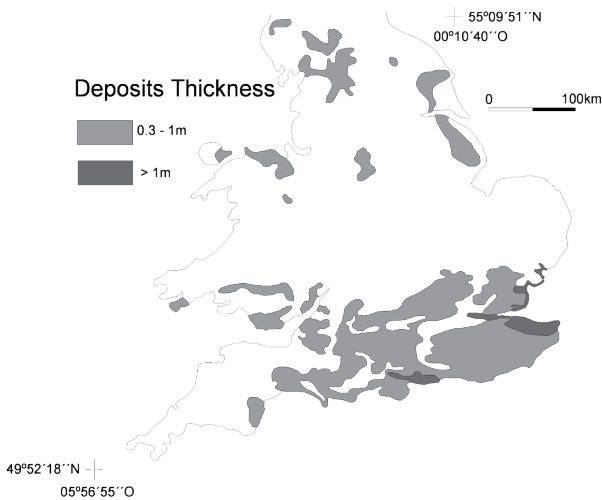 55º09´51´´N
00º10´40´´O
Deposits Thickness
0 100km
0.3 - 1m
> 1m
49º52´18´´N
05º56´55´´O